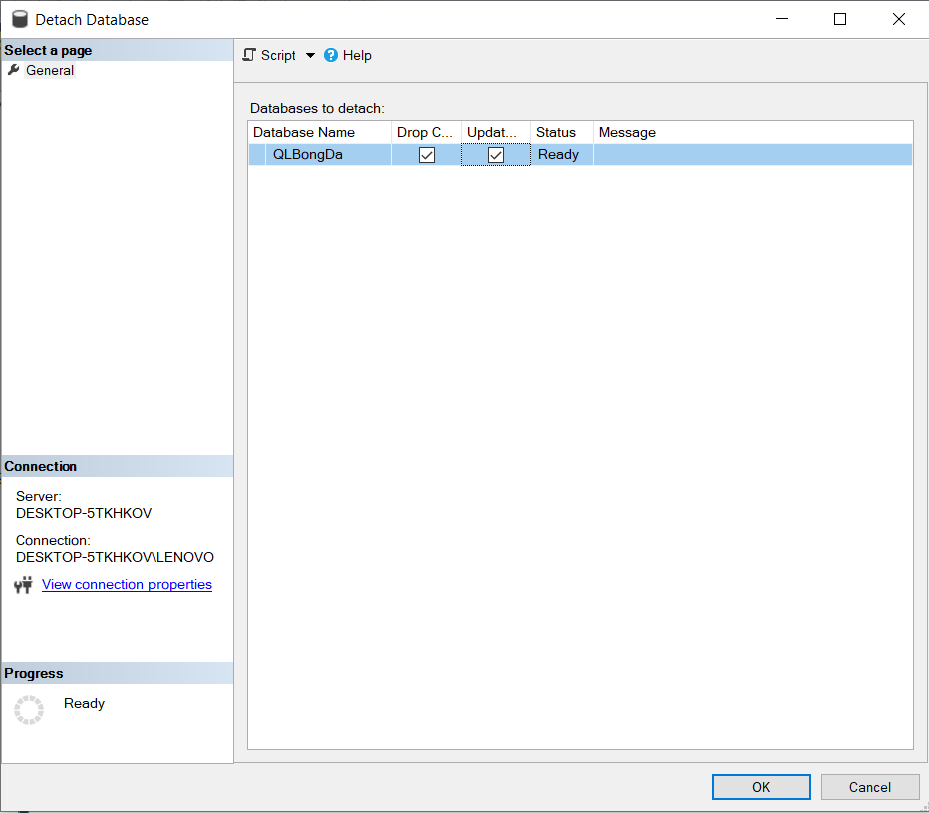 Detach Database
Select a page
General
Script
Help
Databases to detach:
Database Name Drop C... Updat... Status Message
QLBongDa Ready
Connection
Server:
DESKTOP-5TKHKOV
Connection:
DESKTOP-5TKHKOV\LENOVO
View connection properties
Progress
Ready
OK Cancel